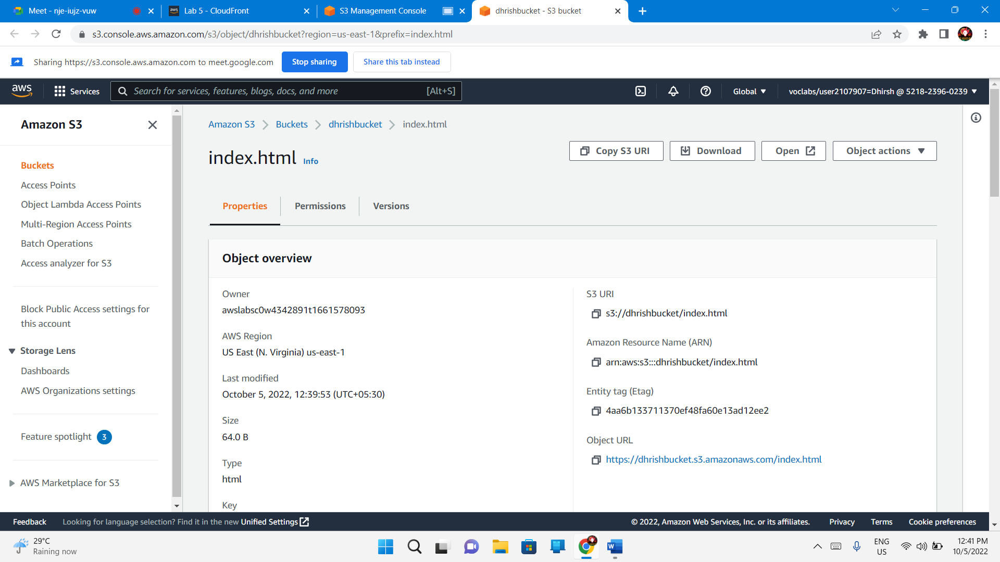 Meet - nje-iujz-vuw
Lab 5 - CloudFront
S3 Management Console
dhrishbucket - S3 bucket
s3.console.aws.amazon.com/s3/object/dhrishbucket?region=us-east-1&prefix=index.html
Sharing https://s3.console.aws.amazon.com to meet.google.com
Stop sharing
Share this tab instead
aws
Services
Search for services, features, blogs, docs, and more
[Alt+S]
Global
voclabs/user2107907=Dhirsh @ 5218-2396-0239
Amazon S3
Buckets
Access Points
Object Lambda Access Points
Multi-Region Access Points
Batch Operations
Access analyzer for S3
Block Public Access settings for
this account
Storage Lens
Dashboards
AWS Organizations settings
Feature spotlight 3
AWS Marketplace for S3
Amazon S3
Buckets
dhrishbucket
index.html
index.html Info
Copy S3 URI
Download
Open
Object actions
Properties
Permissions
Versions
Object overview
Owner
awslabsc0w4342891t1661578093
AWS Region
US East (N. Virginia) us-east-1
Last modified
October 5, 2022, 12:39:53 (UTC+05:30)
Size
64.0 B
Type
html
Key
S3 URI
s3://dhrishbucket/index.html
Amazon Resource Name (ARN)
arn:aws:s3:::dhrishbucket/index.html
Entity tag (Etag)
4aa6b133711370ef48fa60e13ad12ee2
Object URL
https://dhrishbucket.s3.amazonaws.com/index.html
Feedback
Looking for language selection? Find it in the new Unified Settings
© 2022, Amazon Web Services, Inc. or its affiliates.
Privacy
Terms
Cookie preferences
29°C
Raining now
ENG
US
12:41 PM
10/5/2022